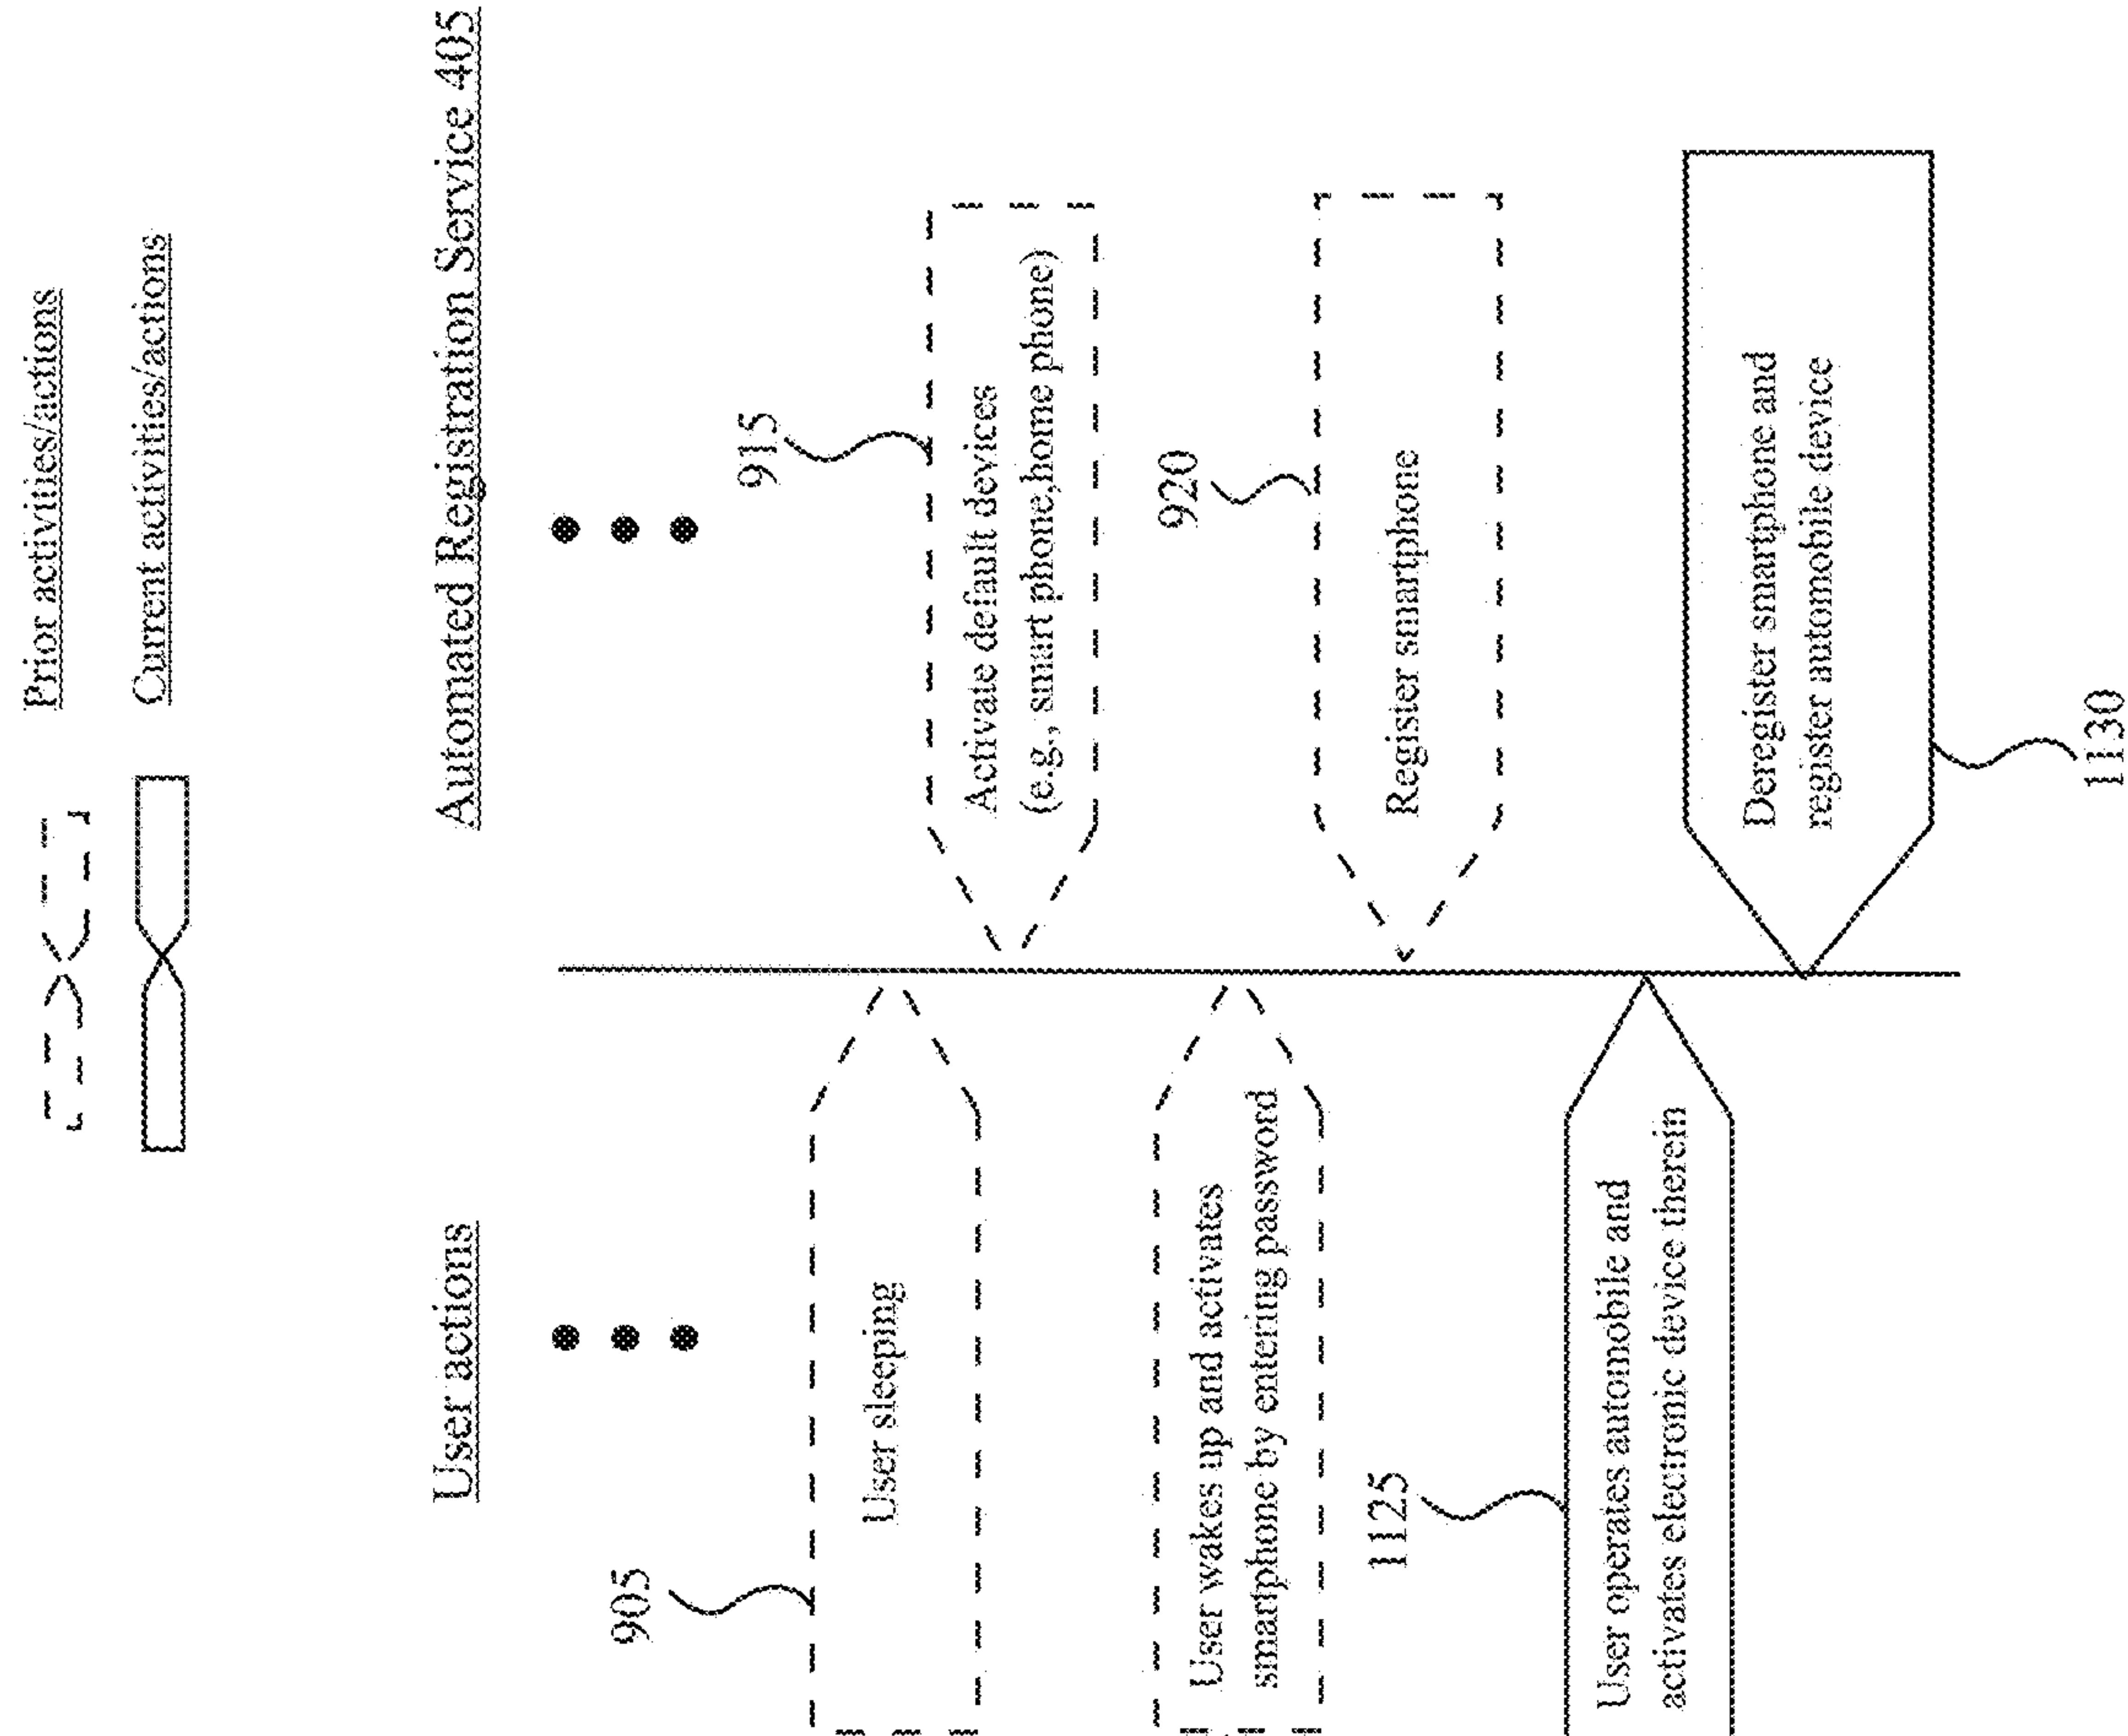 Prior activities/actions
Current activities/actions
User actions
Automated Registration Service 405
905
User sleeping
915
Activate default devices
(e.g., smart phone,home phone)
User wakes up and activates
smartphone by entering password
920
Register smartphone
1125
User operates automobile and
activates electronic device therein
Deregister smartphone and
register automobile device
1130